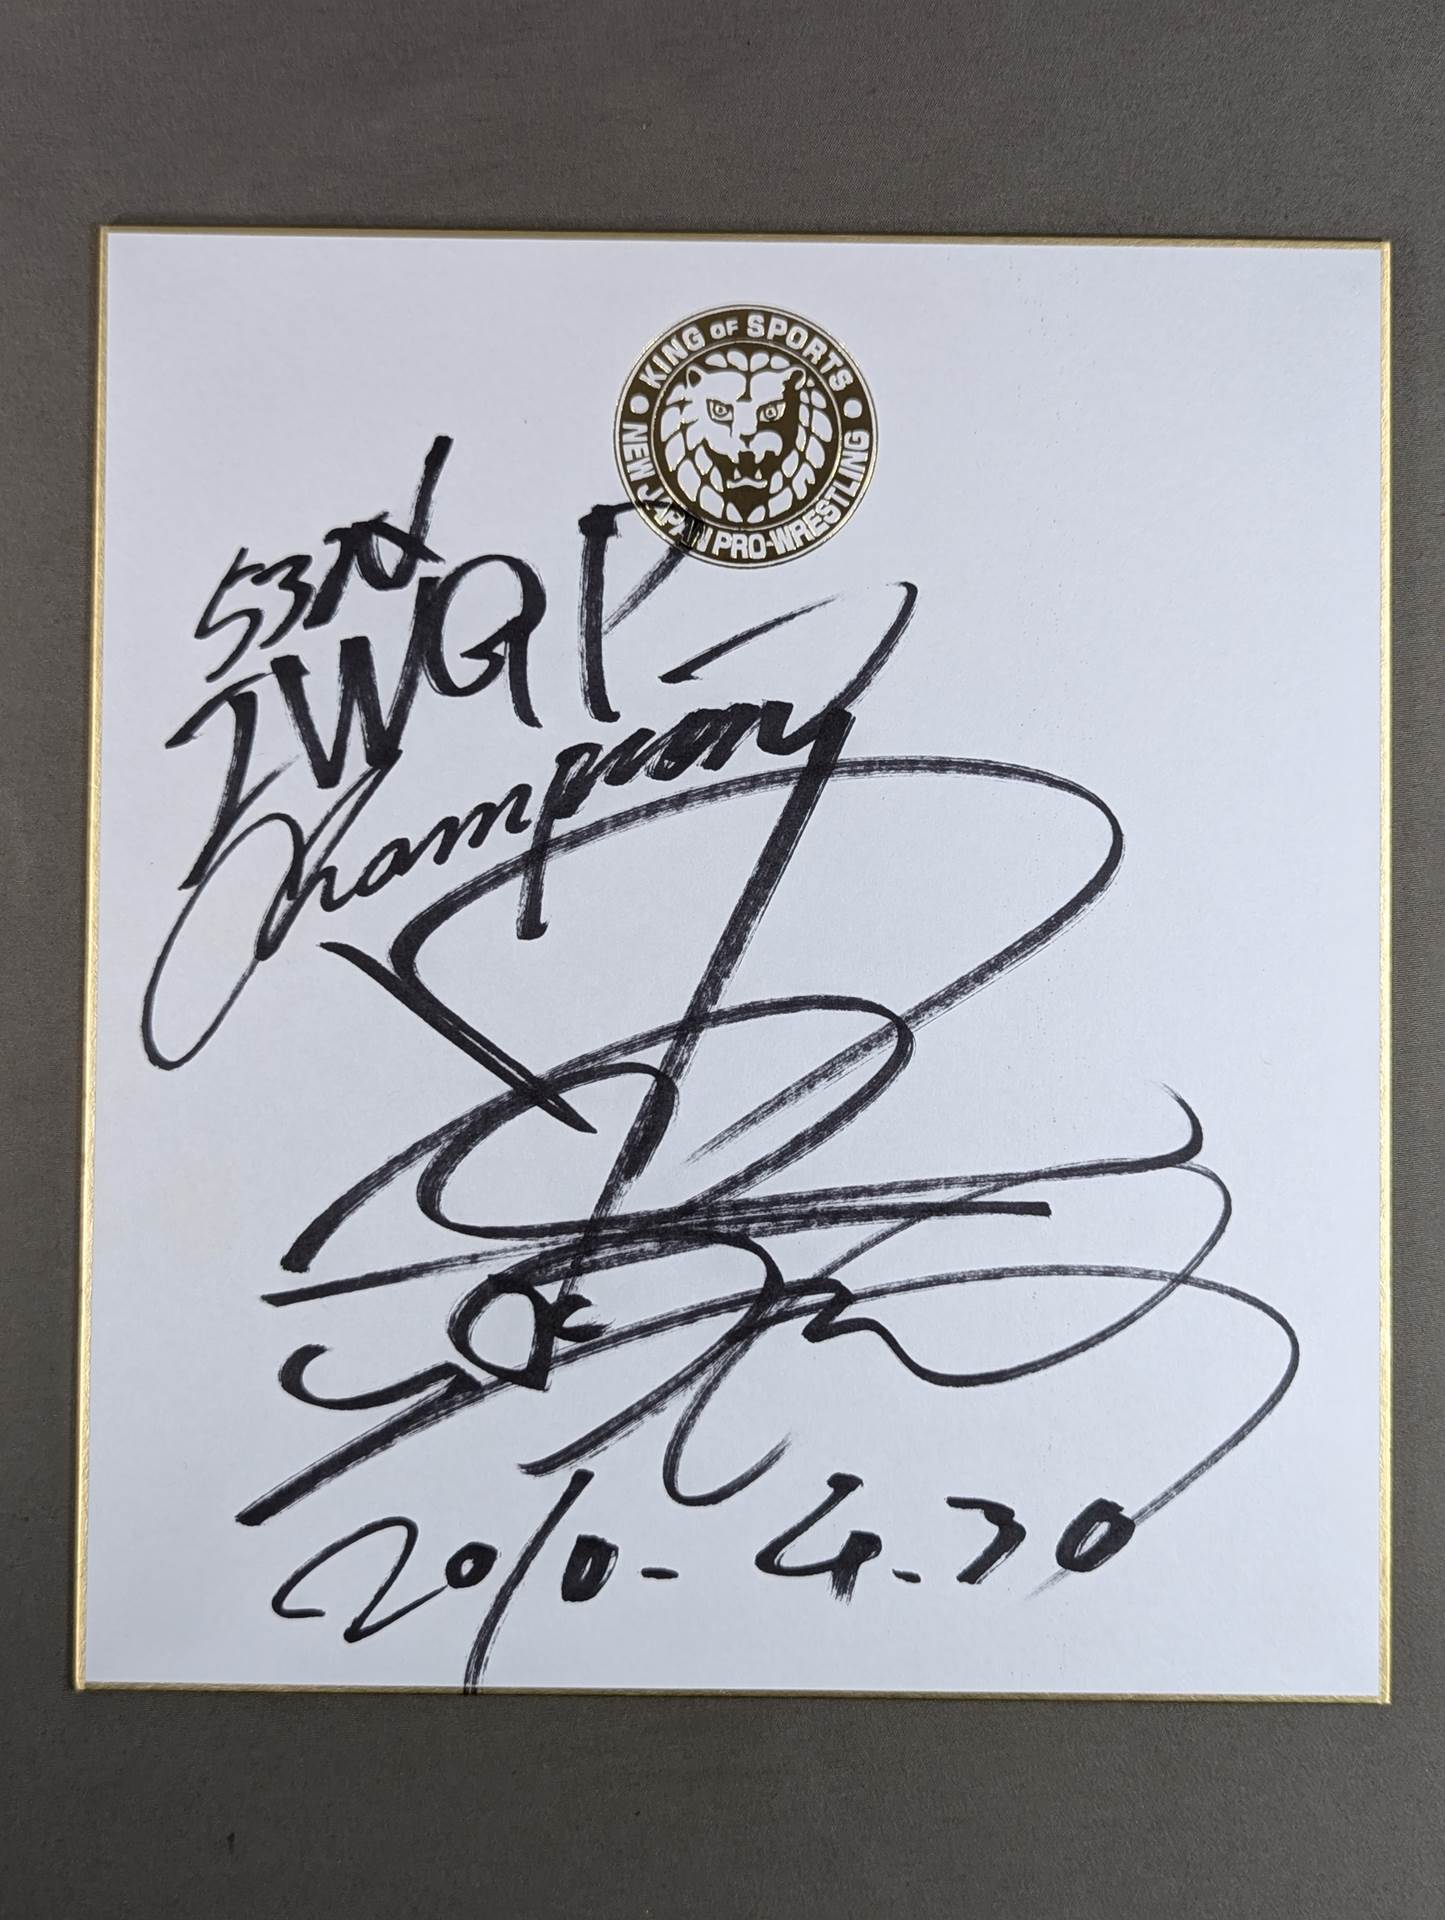 KING OF SPORTS
NEW JAPAN PRO-WRESTLING
53rd
IWGP
Champion
2010.4.30